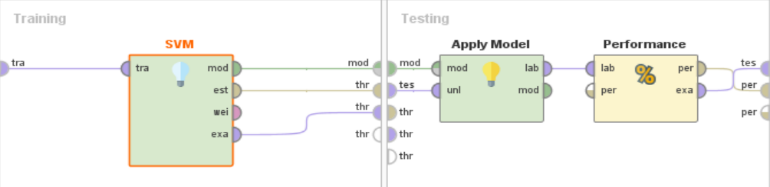 Training
Testing
SVM
Apply Model
Performance
tra
tra
mod
mod
mod
mod
lab
lab
per
tes
est
thr
tes
unl
mod
per
exa
per
wei
thr
thr
per
exa
thr
thr
thr